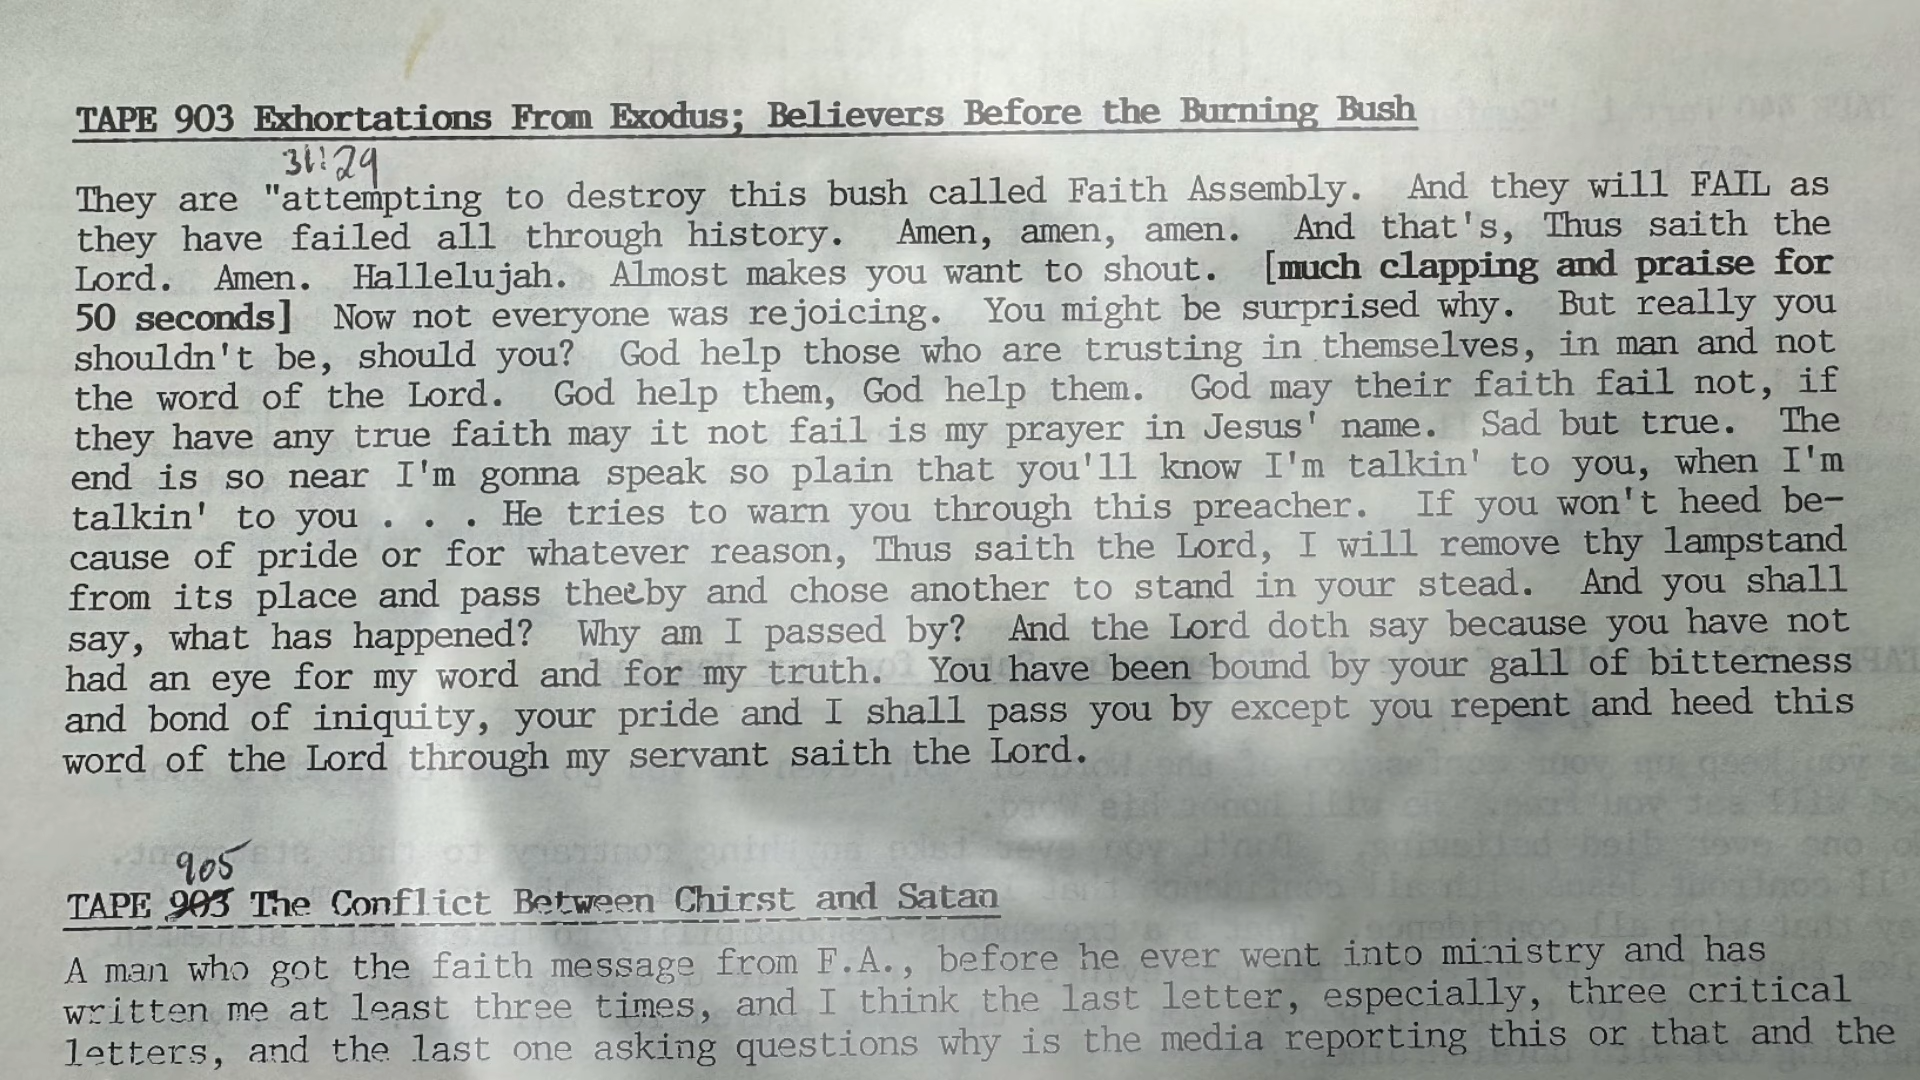 TAPE 903 Exhortations From Exodus; Believers Before the Burning Bush
31:29
They are "attempting to destroy this bush called Faith Assembly. And they will FAIL as
they have failed all through history. Amen, amen, amen. And that's, Thus saith the
Lord. Amen. Hallelujah. Almost makes you want to shout. [much clapping and praise for
50 seconds] Now not everyone was rejoicing. You might be surprised why. But really you
shouldn't be, should you? God help those who are trusting in themselves, in man and not
the word of the Lord. God help them, God help them. God may their faith fail not, if
they have any true faith may it not fail is my prayer in Jesus' name. Sad but true. The
end is so near I'm gonna speak so plain that you'll know I'm talkin' to you, when I'm
talkin' to you . . . He tries to warn you through this preacher. If you won't heed be-
cause of pride or for whatever reason, Thus saith the Lord, I will remove thy lampstand
from its place and pass thee by and chose another to stand in your stead. And you shall
say, what has happened? Why am I passed by? And the Lord doth say because you have not
had an eye for my word and for my truth. You have been bound by your gall of bitterness
and bond of iniquity, your pride and I shall pass you by except you repent and heed this
word of the Lord through my servant saith the Lord.
905
TAPE 903 The Conflict Between Chirst and Satan
A man who got the faith message from F.A., before he ever went into ministry and has
written me at least three times, and I think the last letter, especially, three critical
letters, and the last one asking questions why is the media reporting this or that and the